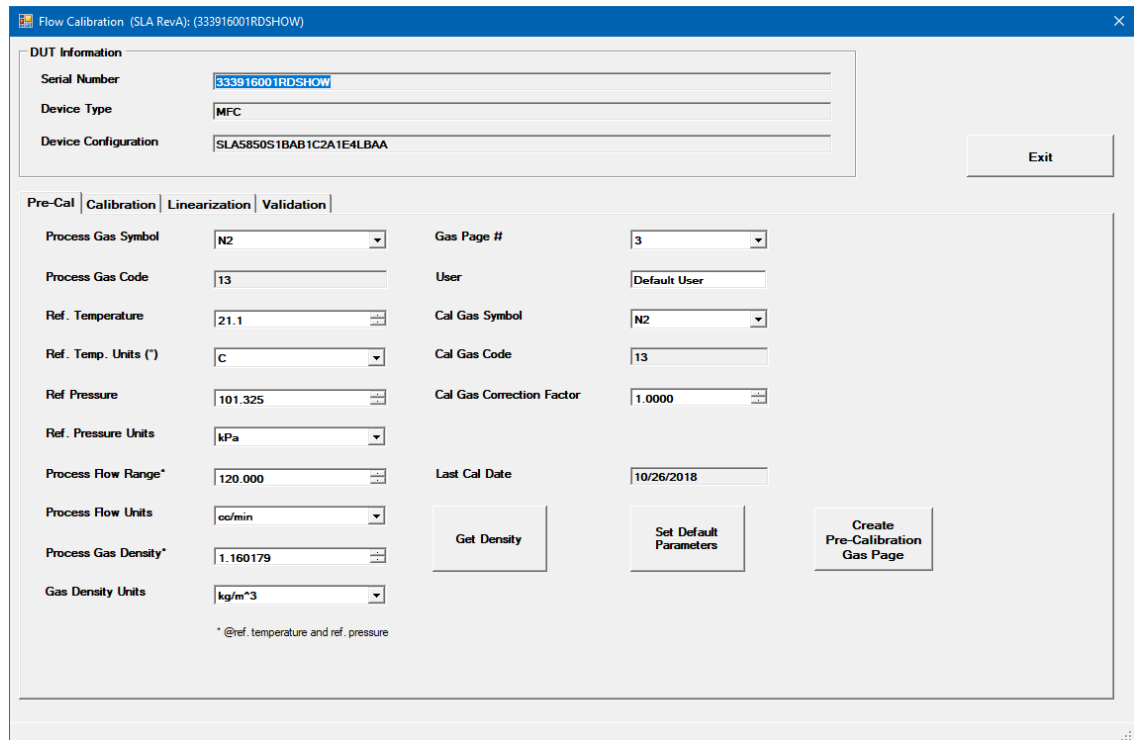 Flow Calibration (SLA RevA): (333916001RDSHOW)
DUT Information
Serial Number 333916001RDSHOW
Device Type MFC
Device Configuration SLA5850S1BAB1C2A1E4LBAA
Exit
Pre-Cal Calibration Linearization Validation
Process Gas Symbol N2 Gas Page # 3
Process Gas Code 13 User Default User
Ref. Temperature 21.1 Cal Gas Symbol N2
Ref. Temp. Units (*) C Cal Gas Code 13
Ref Pressure 101.325 Cal Gas Correction Factor 1.0000
Ref. Pressure Units kPa
Process Flow Range* 120.000 Last Cal Date 10/26/2018
Process Flow Units cc/min
Get Density
Set Default
Parameters
Create
Pre-Calibration
Gas Page
Process Gas Density* 1.160179
Gas Density Units kg/m^3
* @ref. temperature and ref. pressure